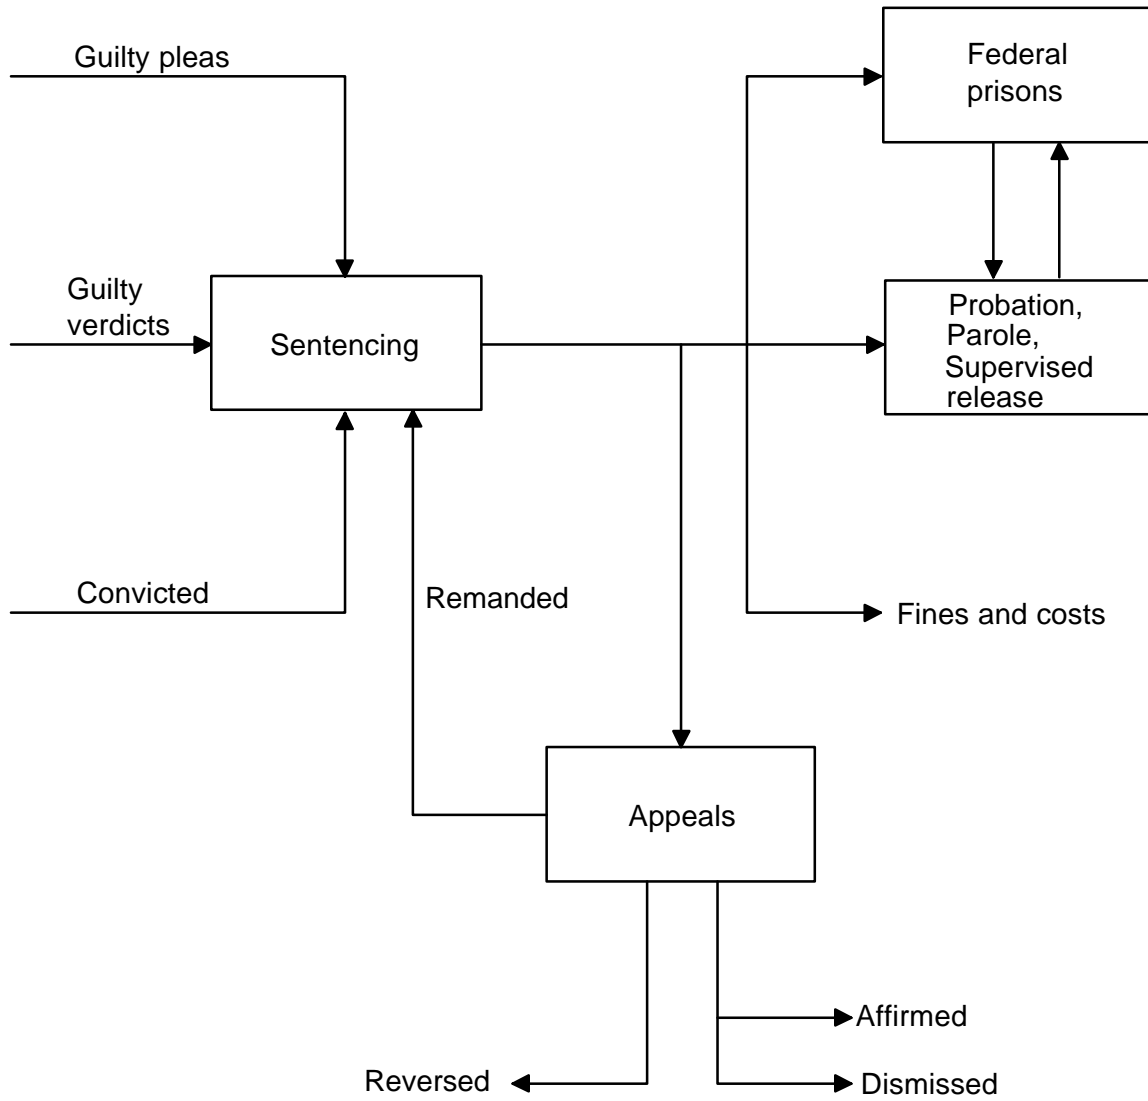 Guilty pleas
Federal
prisons
Guilty
verdicts
Sentencing
Probation,
Parole,
Supervised
release
Convicted
Remanded
Fines and costs
Appeals
Affirmed
Reversed
Dismissed